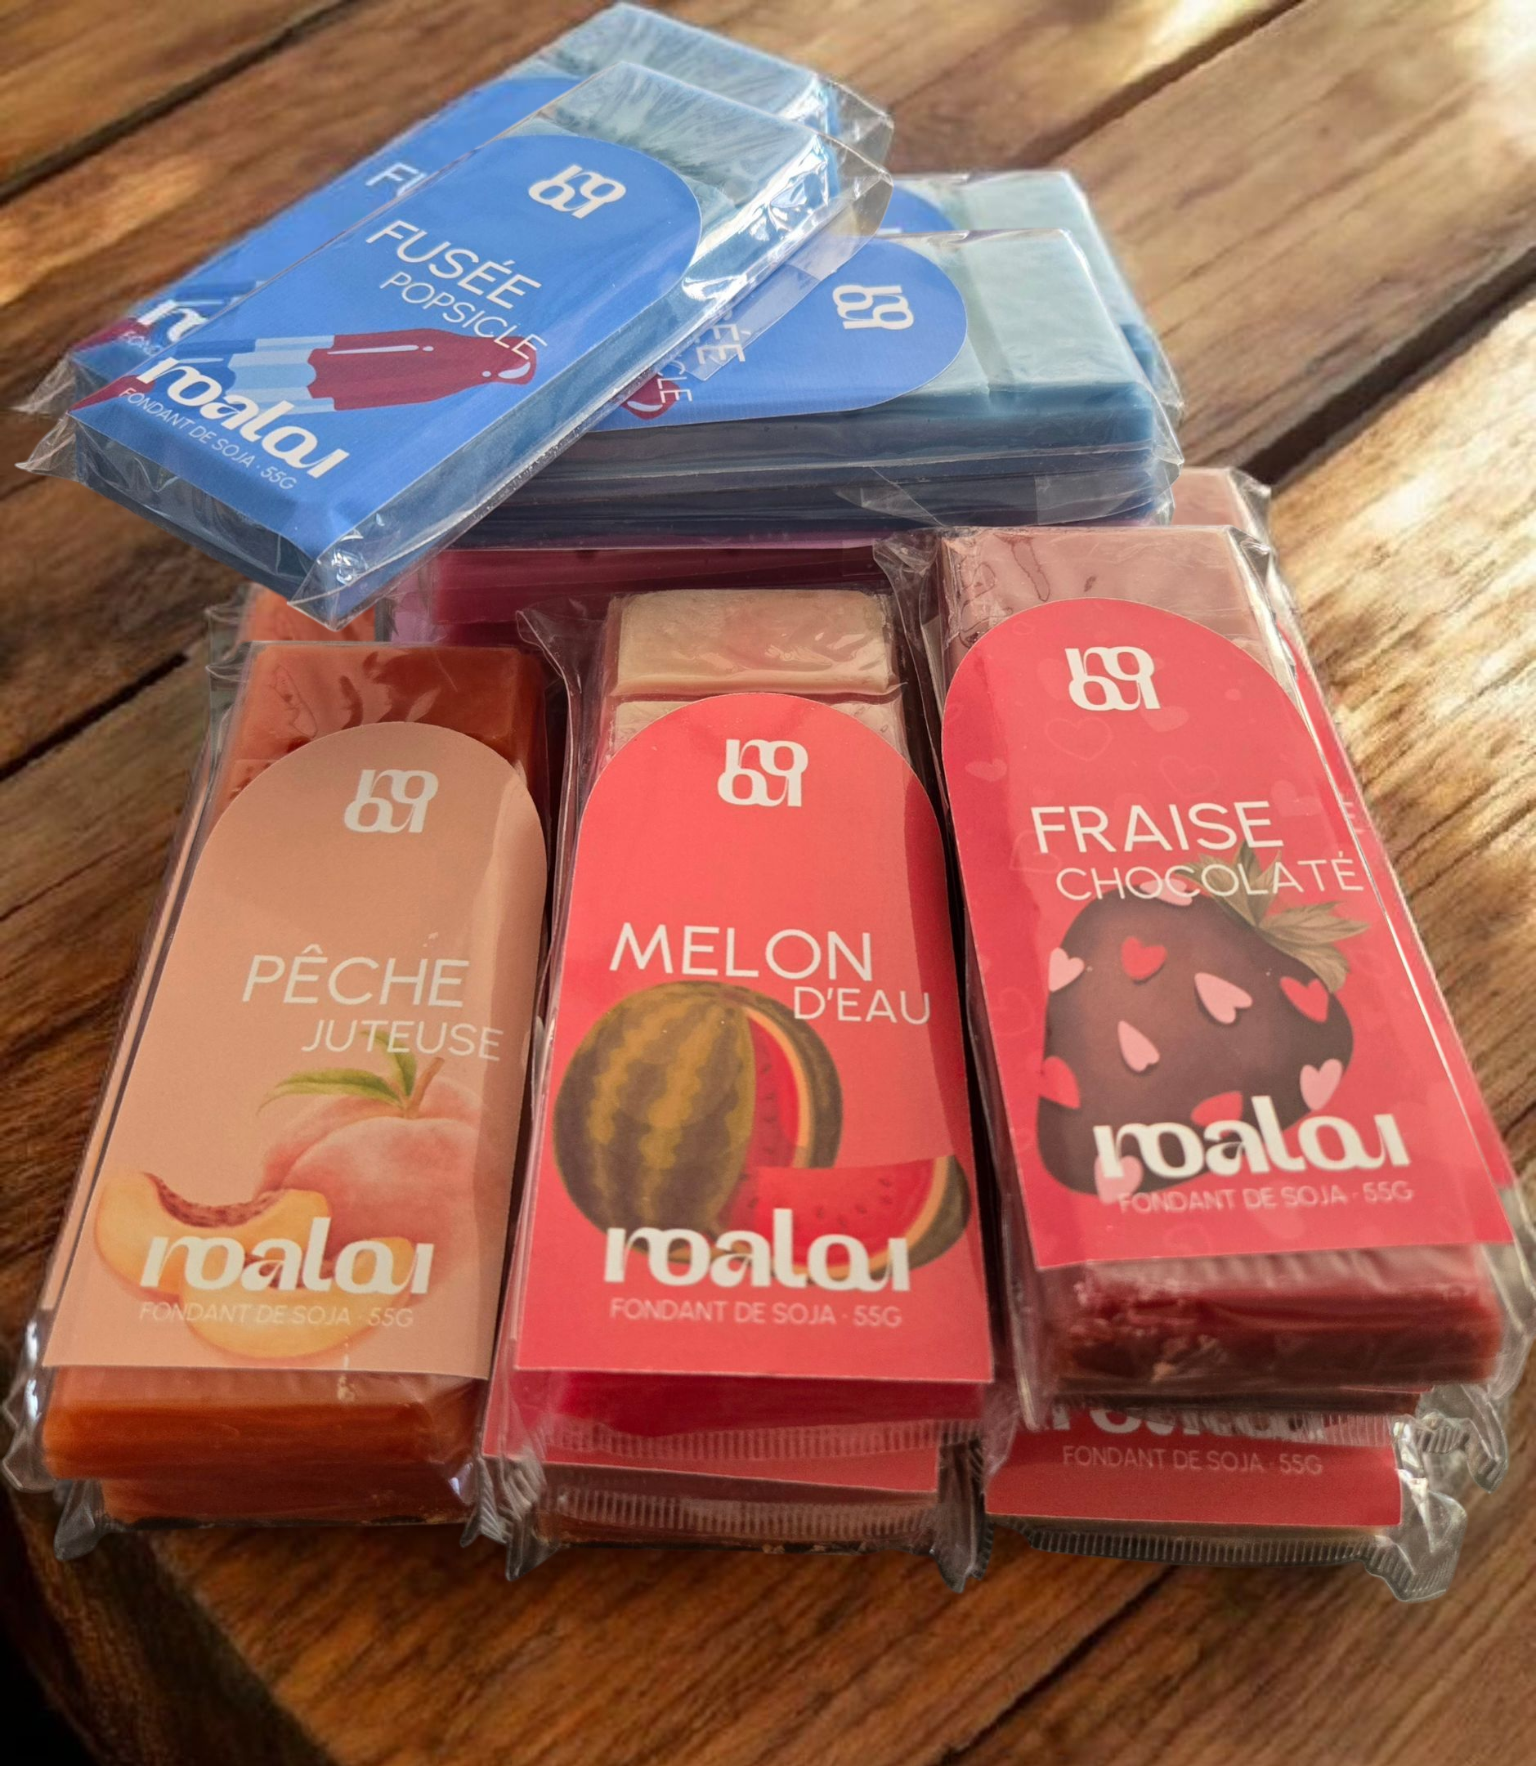 FUSÉE
POPSICLE
roalou
FONDANT DE SOJA · 55G
PÊCHE
JUTEUSE
roalou
FONDANT DE SOJA · 55G
MELON
D'EAU
roalou
FONDANT DE SOJA · 55G
FRAISE
CHOCOLATÉ
roalou
FONDANT DE SOJA · 55G
FONDANT DE SOJA · 55G